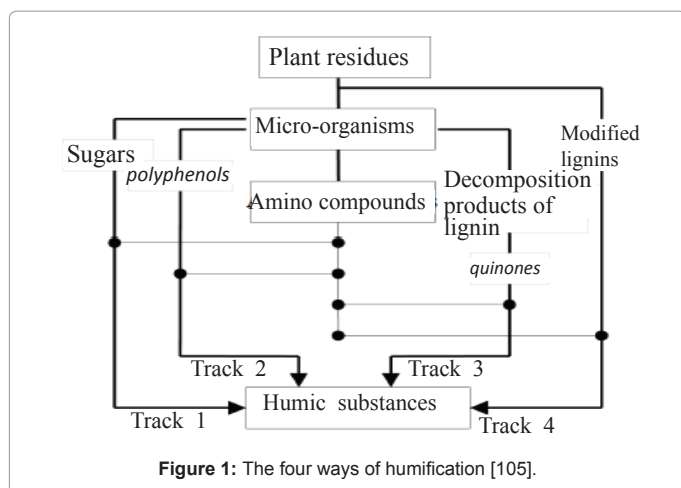 Plant residues
Micro-organisms
Sugars
polyphenols
Modified
lignins
Amino compounds
Decomposition
products of
lignin
quinones
Track 2
Track 3
Track 1
Humic substances
Track 4
Figure 1: The four ways of humification [105].